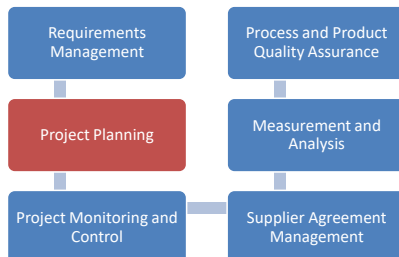 Requirements
Management
Project Planning
Project Monitoring and
Control
Supplier Agreement
Management
Measurement and
Analysis
Process and Product
Quality Assurance